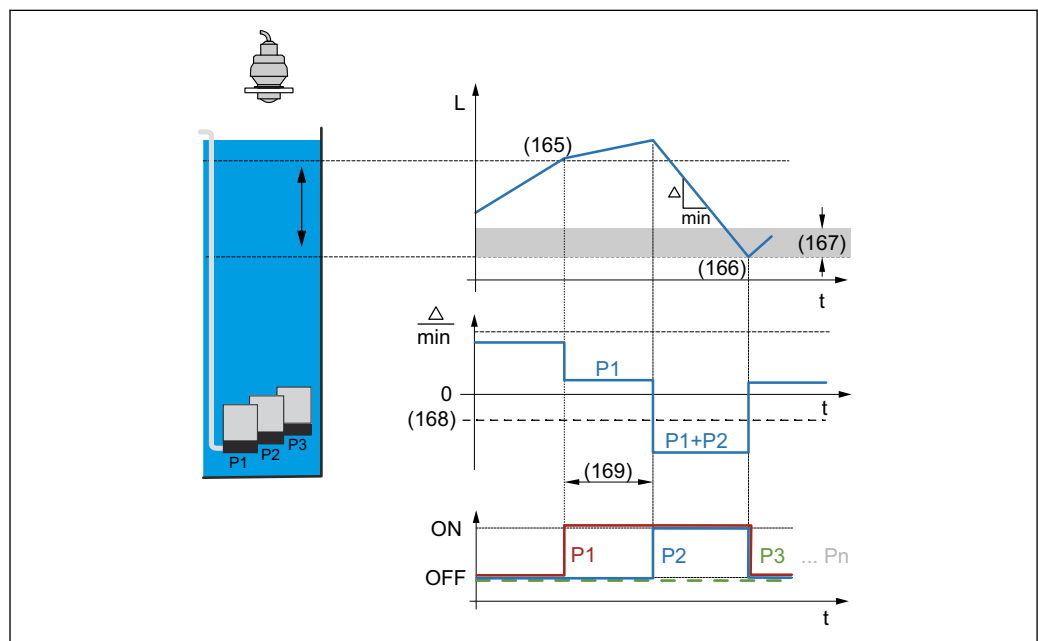 L
(165)
△
min
(167)
(166)
t
△
min
P1
0
t
(168)
P1+P2
P1
P2
P3
(169)
ON
P1
P2
P3
... Pn
OFF
t